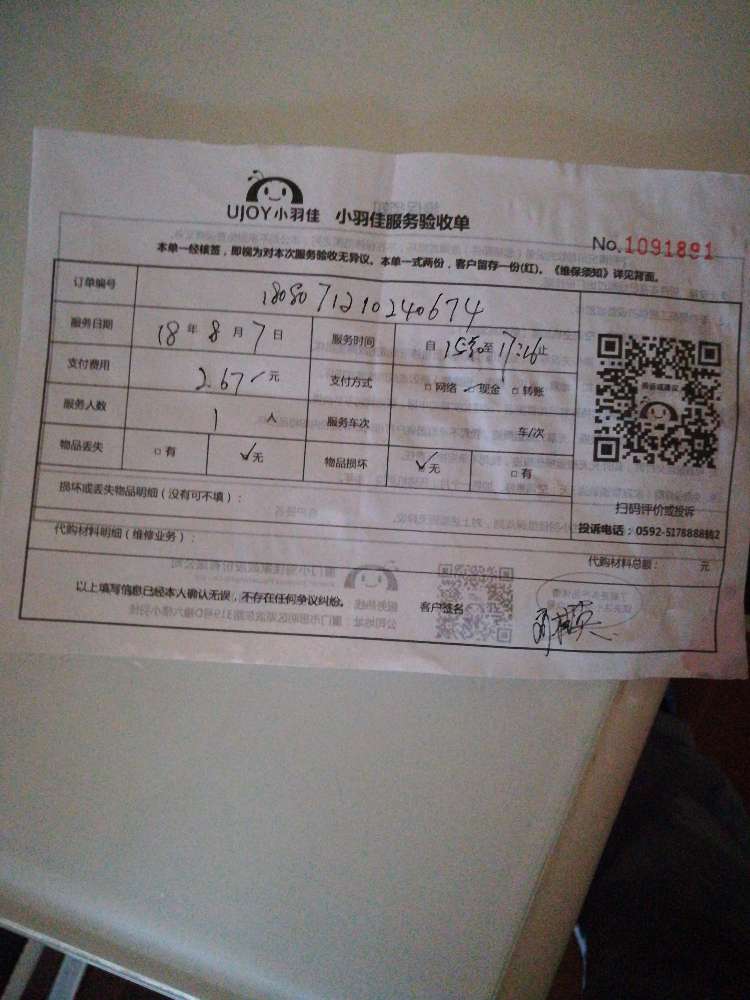 UJOY小羽佳 小羽佳服务验收单
No.1091891
本单一经核签，即视为对本次服务验收无异议。本单一式两份，客户留存一份(红)。《维保须知》详见背面。
订单编号 1808071210240674
服务日期 18 年 8 月 7 日 服务时间 自 至 17:26 止
支付费用 2.67 元 支付方式 □ 网络 ✓ 现金 □ 转账
服务人数 1 人 服务车次 车/次
物品丢失 □ 有 ✓ 无 物品损坏 ✓ 无 □ 有
扫码评价或投诉
投诉电话：0592-5178888转2
损坏或丢失物品明细（没有可不填）：
代购材料明细（维修业务）： 代购材料总额： 元
以上填写信息已经本人确认无误，不存在任何争议纠纷。 客户签名